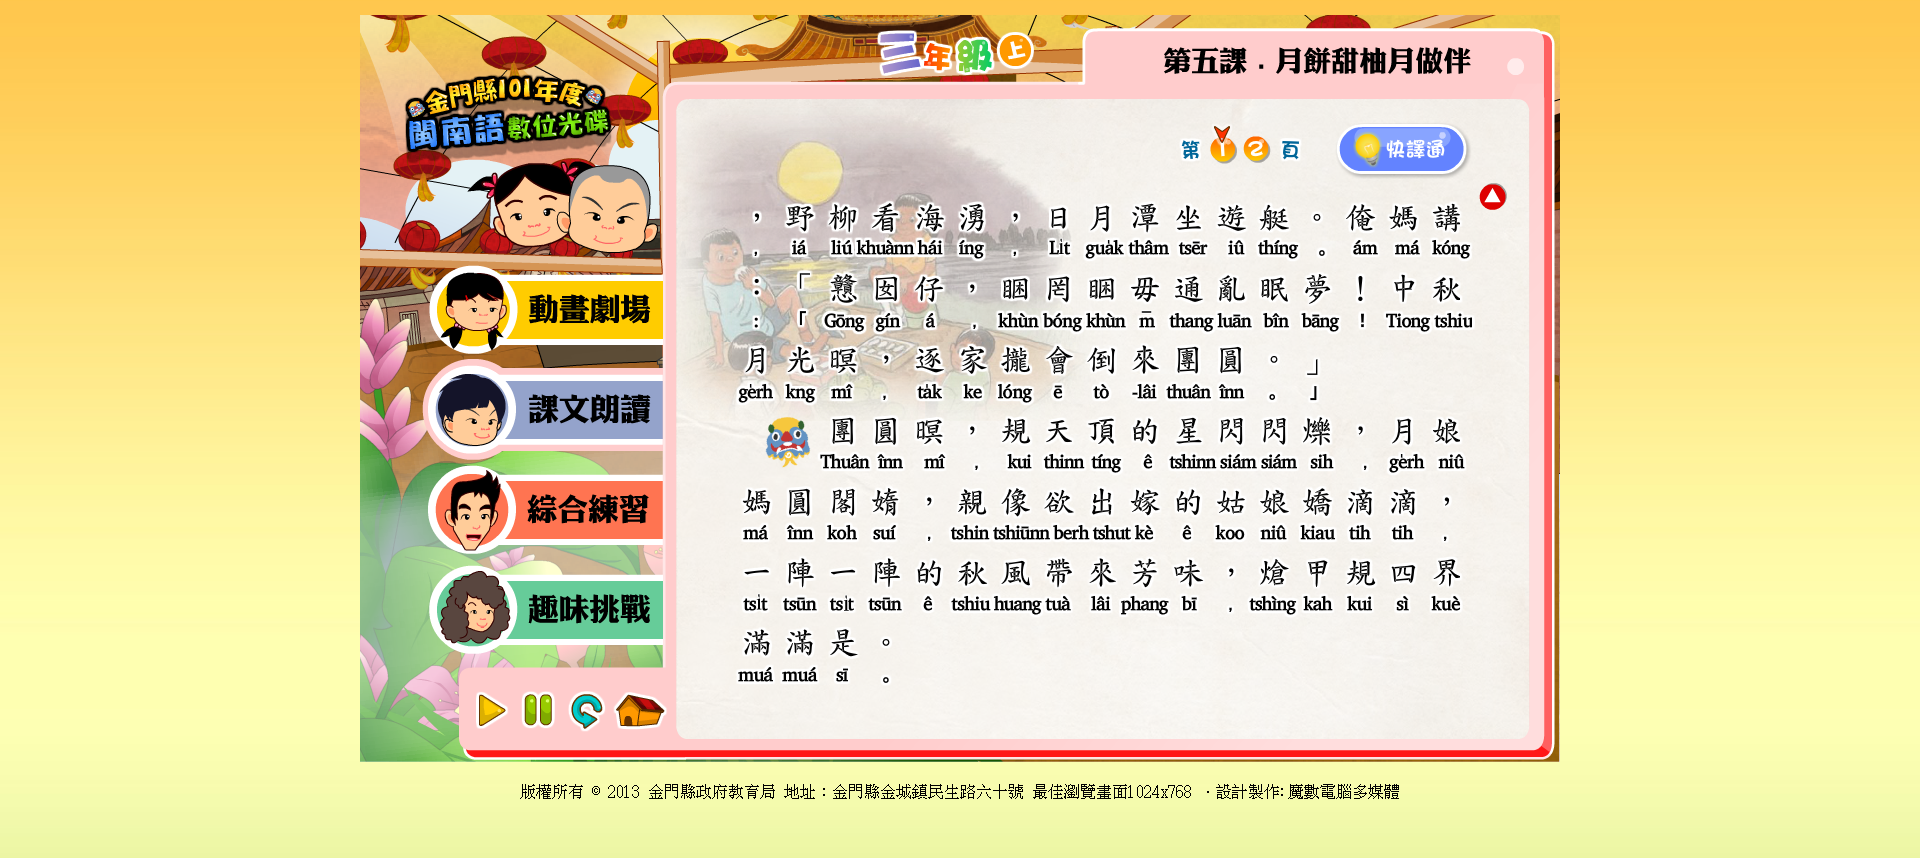 金門縣101年度
閩南語數位光碟
三年級上
第五課．月餅甜柚月做伴
第 1 2 頁
快譯通
，野柳看海湧，日月潭坐遊艇。俺媽講
， iá liú khuànn hái íng ， Li̍t gua̍k thâm tsēr iû thíng 。 ám má kóng
：「戇囡仔，睏罔睏毋通亂眠夢！中秋
：「 Gōng gín á ， khùn bóng khùn m̄ thang luān bîn bāng ！ Tiong tshiu
月光暝，逐家攏會倒來團圓。」
ge̍rh kng mî ， ta̍k ke lóng ē tò -lâi thuân înn 。」
團圓暝，規天頂的星閃閃爍，月娘
Thuân înn mî ， kui thinn tíng ê tshinn siám siám sih ， ge̍rh niû
媽圓閣媠，親像欲出嫁的姑娘嬌滴滴，
má înn koh suí ， tshin tshiūnn berh tshut kè ê koo niû kiau tih tih ，
一陣一陣的秋風帶來芳味，熗甲規四界
tsi̍t tsūn tsi̍t tsūn ê tshiu huang tuà lâi phang bī ， tshìng kah kui sì kuè
滿滿是。
muá muá sī 。
動畫劇場
課文朗讀
綜合練習
趣味挑戰
版權所有 © 2013 金門縣政府教育局 地址：金門縣金城鎮民生路六十號 最佳瀏覽畫面1024x768 ‧設計製作: 魔數電腦多媒體